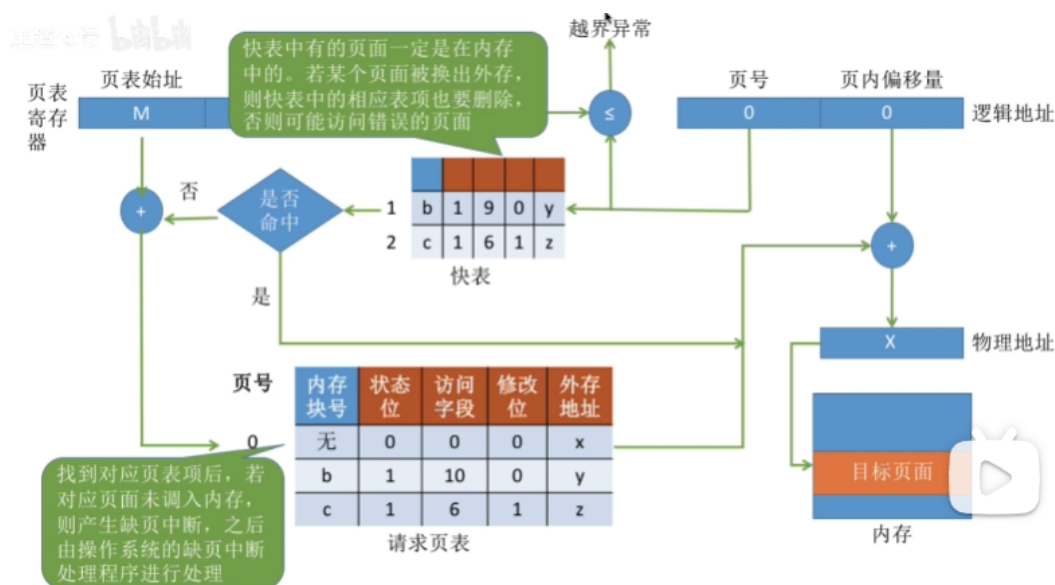 越界异常
快表中有的页面一定是在内存
中的。若某个页面被换出外存，
则快表中的相应表项也要删除，
否则可能访问错误的页面
页表
寄存
器
页表始址
M
≤
页号
页内偏移量
0 0
逻辑地址
+
否
是否
命中
1 b 1 9 0 y
2 c 1 6 1 z
快表
+
是
X
物理地址
页号
内存
块号
状态
位
访问
字段
修改
位
外存
地址
0 无 0 0 0 x
b 1 10 0 y
c 1 6 1 z
请求页表
找到对应页表项后，若
对应页面未调入内存，
则产生缺页中断，之后
由操作系统的缺页中断
处理程序进行处理
目标页面
内存